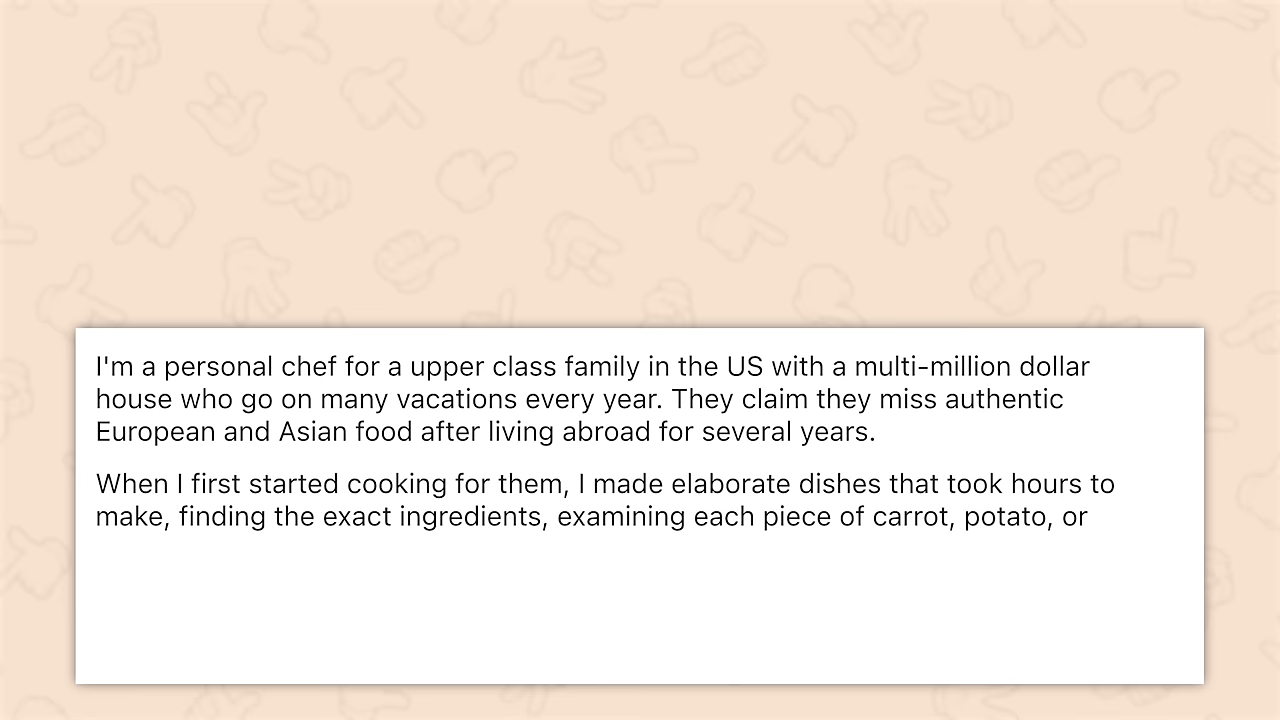 I'm a personal chef for a upper class family in the US with a multi-million dollar
house who go on many vacations every year. They claim they miss authentic
European and Asian food after living abroad for several years.
When I first started cooking for them, I made elaborate dishes that took hours to
make, finding the exact ingredients, examining each piece of carrot, potato, or